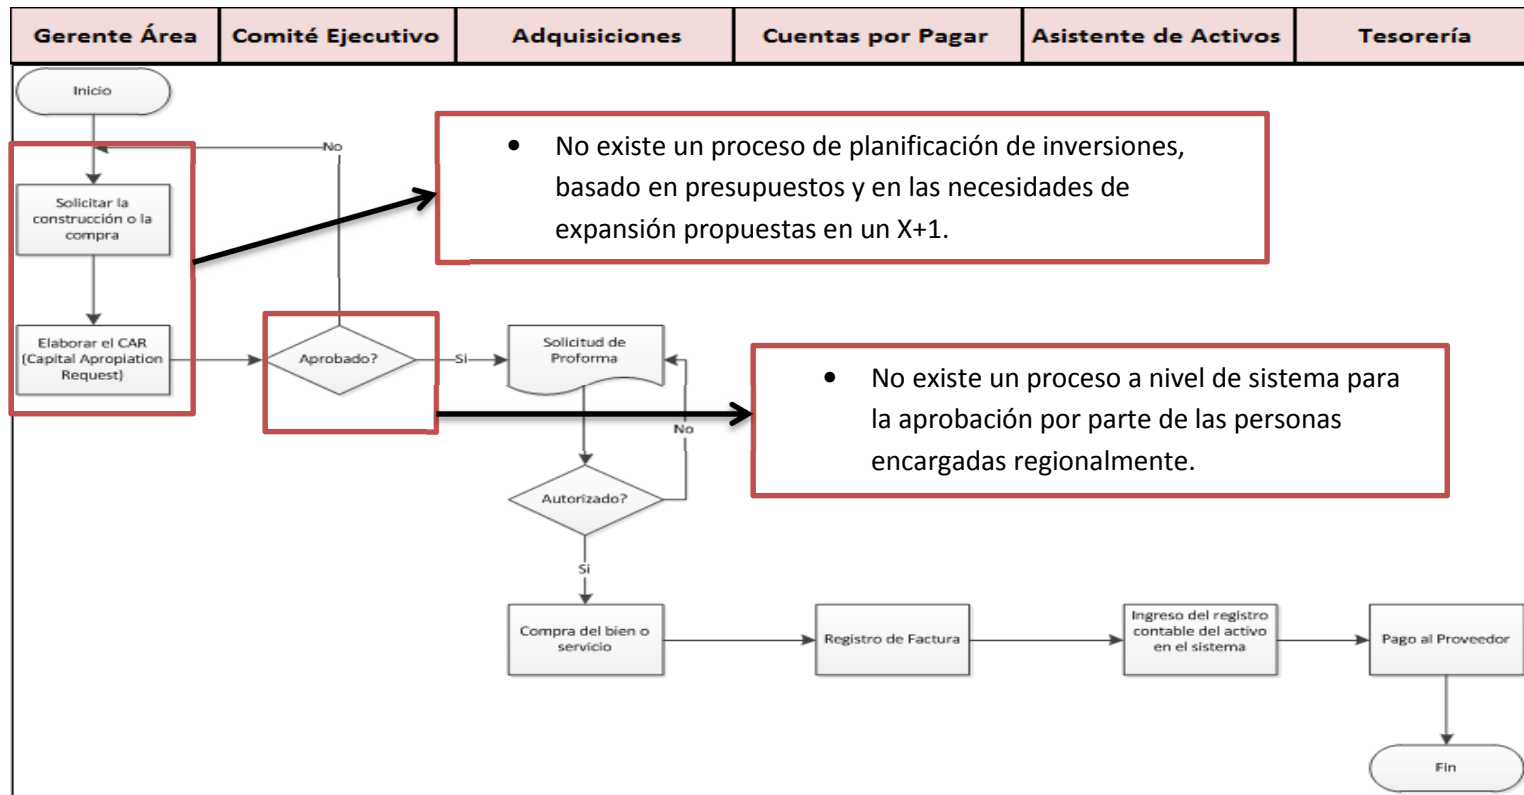 Gerente Área
Comité Ejecutivo
Adquisiciones
Cuentas por Pagar
Asistente de Activos
Tesorería
Inicio
No
• No existe un proceso de planificación de inversiones,
basado en presupuestos y en las necesidades de
expansión propuestas en un X+1.
Solicitar la
construcción o la
compra
Elaborar el CAR
(Capital Apropiation
Request)
Aprobado?
Si
Solicitud de
Proforma
• No existe un proceso a nivel de sistema para
la aprobación por parte de las personas
encargadas regionalmente.
No
Autorizado?
Si
Compra del bien o
servicio
Registro de Factura
Ingreso del registro
contable del activo
en el sistema
Pago al Proveedor
Fin